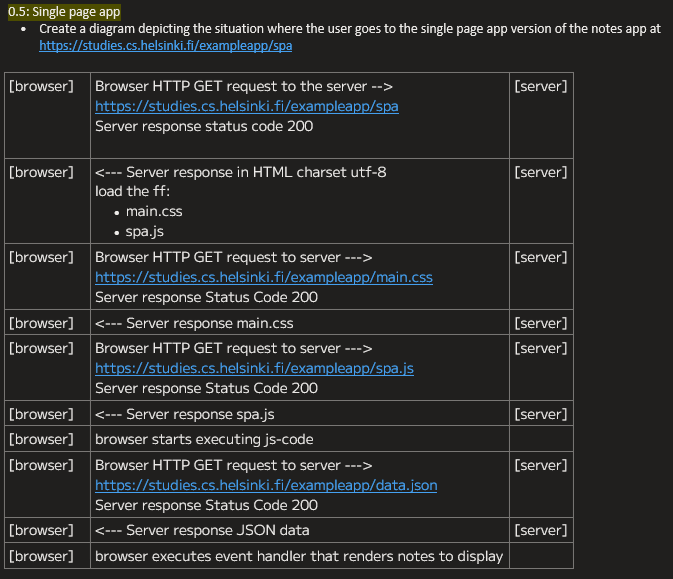 0.5: Single page app
• Create a diagram depicting the situation where the user goes to the single page app version of the notes app at
https://studies.cs.helsinki.fi/exampleapp/spa
[browser] Browser HTTP GET request to the server --> [server]
https://studies.cs.helsinki.fi/exampleapp/spa
Server response status code 200
[browser] <--- Server response in HTML charset utf-8 [server]
load the ff:
• main.css
• spa.js
[browser] Browser HTTP GET request to server ---> [server]
https://studies.cs.helsinki.fi/exampleapp/main.css
Server response Status Code 200
[browser] <--- Server response main.css [server]
[browser] Browser HTTP GET request to server ---> [server]
https://studies.cs.helsinki.fi/exampleapp/spa.js
Server response Status Code 200
[browser] <--- Server response spa.js [server]
[browser] browser starts executing js-code
[browser] Browser HTTP GET request to server ---> [server]
https://studies.cs.helsinki.fi/exampleapp/data.json
Server response Status Code 200
[browser] <--- Server response JSON data [server]
[browser] browser executes event handler that renders notes to display